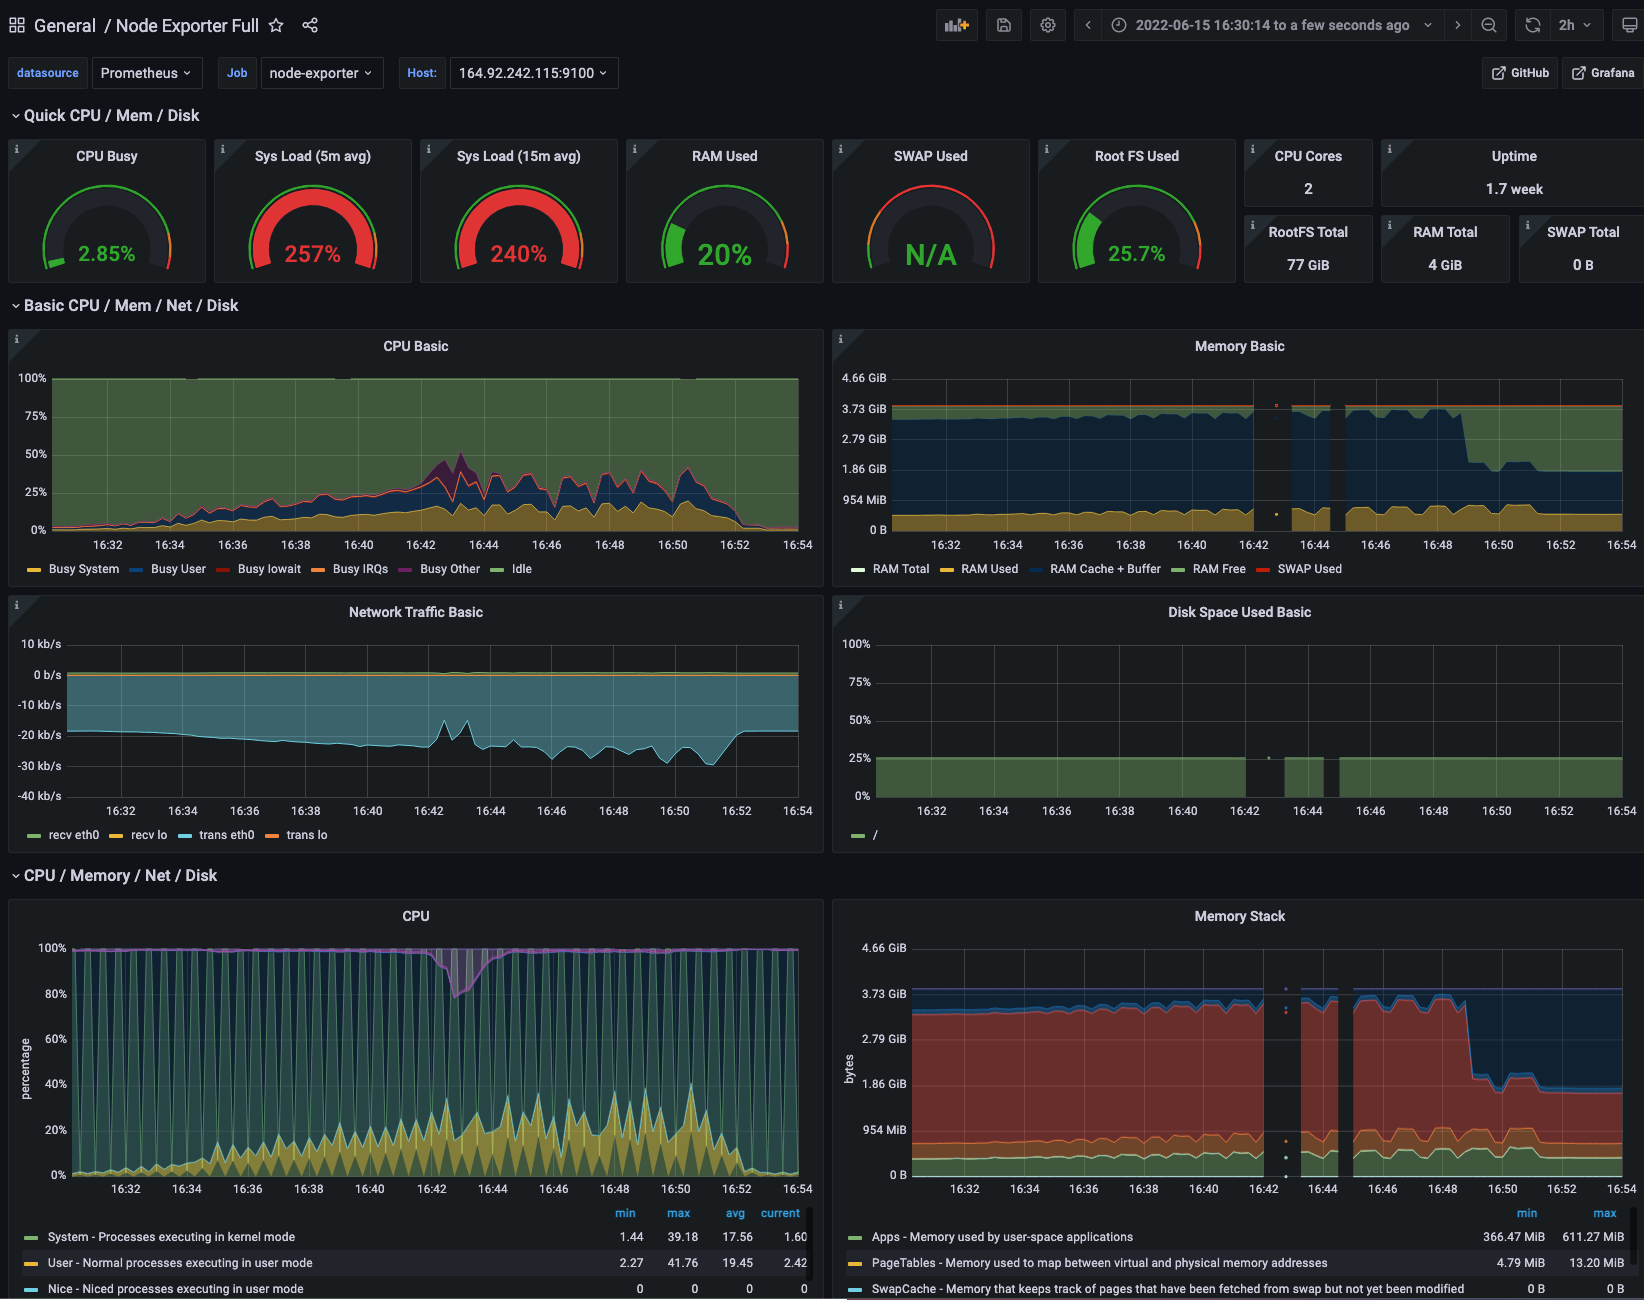 General / Node Exporter Full
2022-06-15 16:30:14 to a few seconds ago
2h
datasource Prometheus Job node-exporter Host: 164.92.242.115:9100
GitHub Grafana
Quick CPU / Mem / Disk
CPU Busy
2.85%
Sys Load (5m avg)
257%
Sys Load (15m avg)
240%
RAM Used
20%
SWAP Used
N/A
Root FS Used
25.7%
CPU Cores
2
Uptime
1.7 week
RootFS Total
77 GiB
RAM Total
4 GiB
SWAP Total
0 B
Basic CPU / Mem / Net / Disk
CPU Basic
100%
75%
50%
25%
0%
16:32 16:34 16:36 16:38 16:40 16:42 16:44 16:46 16:48 16:50 16:52 16:54
Busy System Busy User Busy Iowait Busy IRQs Busy Other Idle
Memory Basic
4.66 GiB
3.73 GiB
2.79 GiB
1.86 GiB
954 MiB
0 B
16:32 16:34 16:36 16:38 16:40 16:42 16:44 16:46 16:48 16:50 16:52 16:54
RAM Total RAM Used RAM Cache + Buffer RAM Free SWAP Used
Network Traffic Basic
10 kb/s
0 b/s
-10 kb/s
-20 kb/s
-30 kb/s
-40 kb/s
16:32 16:34 16:36 16:38 16:40 16:42 16:44 16:46 16:48 16:50 16:52 16:54
recv eth0 recv lo trans eth0 trans lo
Disk Space Used Basic
100%
75%
50%
25%
0%
16:32 16:34 16:36 16:38 16:40 16:42 16:44 16:46 16:48 16:50 16:52 16:54
/
CPU / Memory / Net / Disk
CPU
percentage
100%
80%
60%
40%
20%
0%
16:32 16:34 16:36 16:38 16:40 16:42 16:44 16:46 16:48 16:50 16:52 16:54
min max avg current
System - Processes executing in kernel mode 1.44 39.18 17.56 1.60
User - Normal processes executing in user mode 2.27 41.76 19.45 2.42
Nice - Niced processes executing in user mode 0 0 0 0
Memory Stack
bytes
4.66 GiB
3.73 GiB
2.79 GiB
1.86 GiB
954 MiB
0 B
16:32 16:34 16:36 16:38 16:40 16:42 16:44 16:46 16:48 16:50 16:52 16:54
min max
Apps - Memory used by user-space applications 366.47 MiB 611.27 MiB
PageTables - Memory used to map between virtual and physical memory addresses 4.79 MiB 13.20 MiB
SwapCache - Memory that keeps track of pages that have been fetched from swap but not yet been modified 0 B 0 B